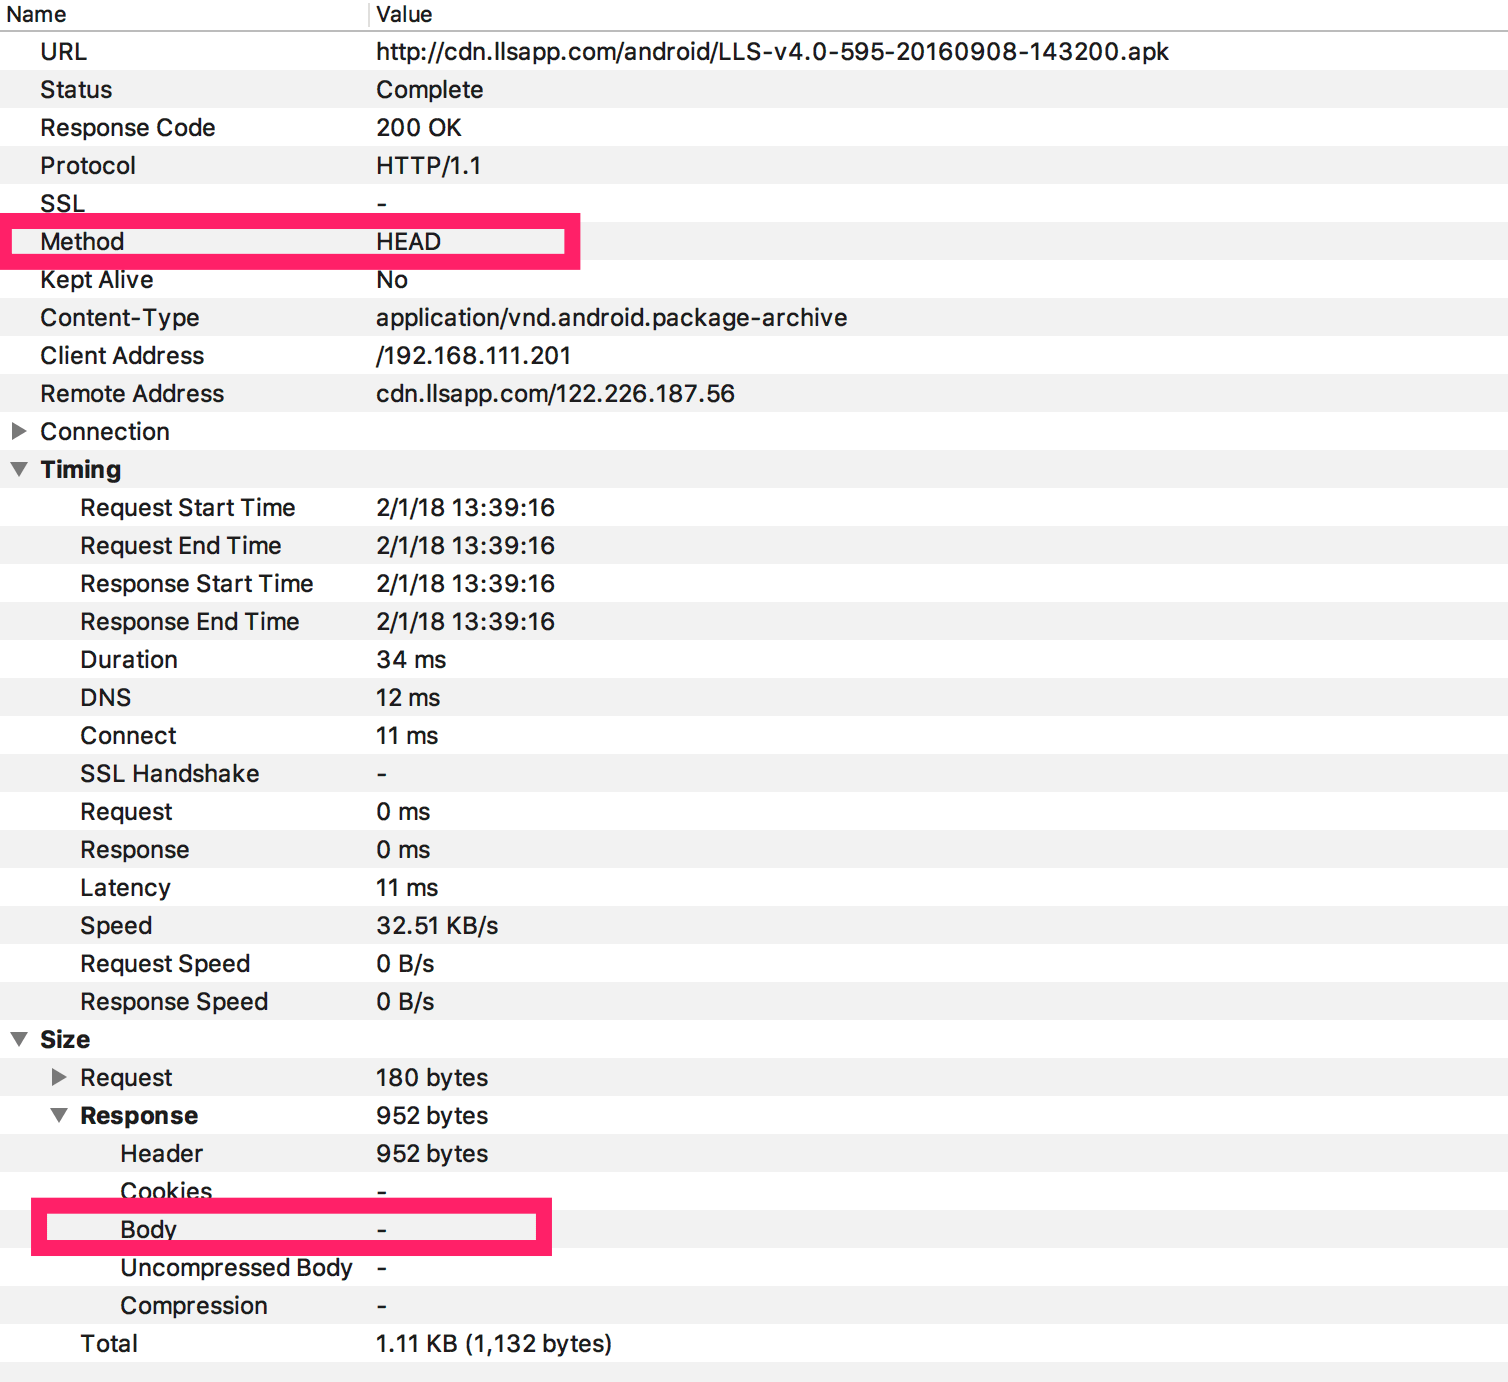 Name Value
URL http://cdn.llsapp.com/android/LLS-v4.0-595-20160908-143200.apk
Status Complete
Response Code 200 OK
Protocol HTTP/1.1
SSL -
Method HEAD
Kept Alive No
Content-Type application/vnd.android.package-archive
Client Address /192.168.111.201
Remote Address cdn.llsapp.com/122.226.187.56
Connection
Timing
Request Start Time 2/1/18 13:39:16
Request End Time 2/1/18 13:39:16
Response Start Time 2/1/18 13:39:16
Response End Time 2/1/18 13:39:16
Duration 34 ms
DNS 12 ms
Connect 11 ms
SSL Handshake -
Request 0 ms
Response 0 ms
Latency 11 ms
Speed 32.51 KB/s
Request Speed 0 B/s
Response Speed 0 B/s
Size
Request 180 bytes
Response 952 bytes
Header 952 bytes
Cookies -
Body -
Uncompressed Body -
Compression -
Total 1.11 KB (1,132 bytes)